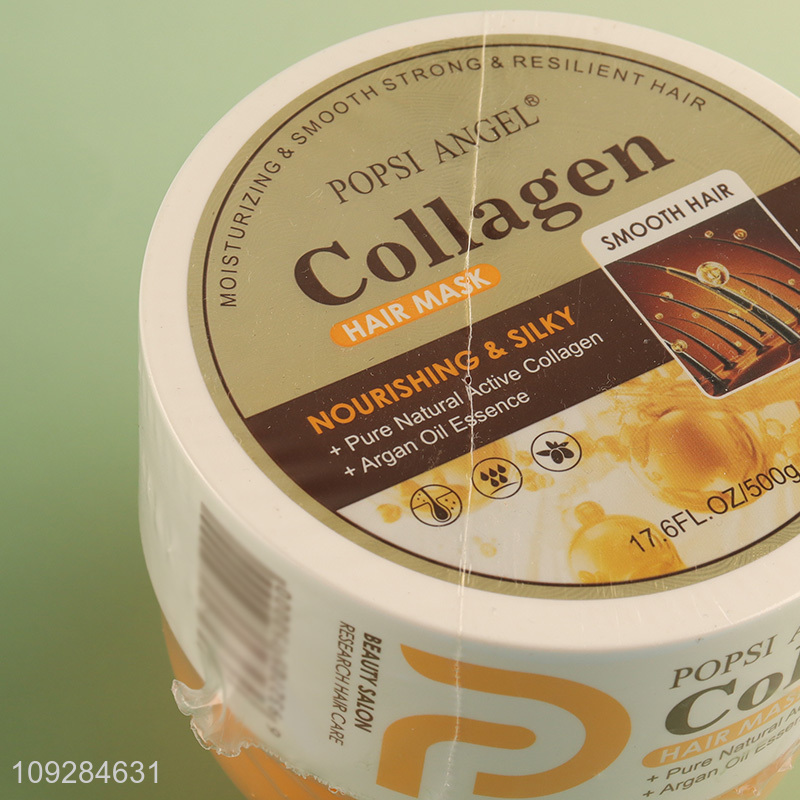 MOISTURIZING & SMOOTH STRONG & RESILIENT HAIR
POPSI ANGEL®
Collagen
HAIR MASK
SMOOTH HAIR
NOURISHING & SILKY
+ Pure Natural Active Collagen
+ Argan Oil Essence
17.6FL.OZ/500g
BEAUTY SALON
RESEARCH HAIR CARE
POPSI A
Col
HAIR MAS
+ Pure Natural A
+ Argan Oil Essen
109284631